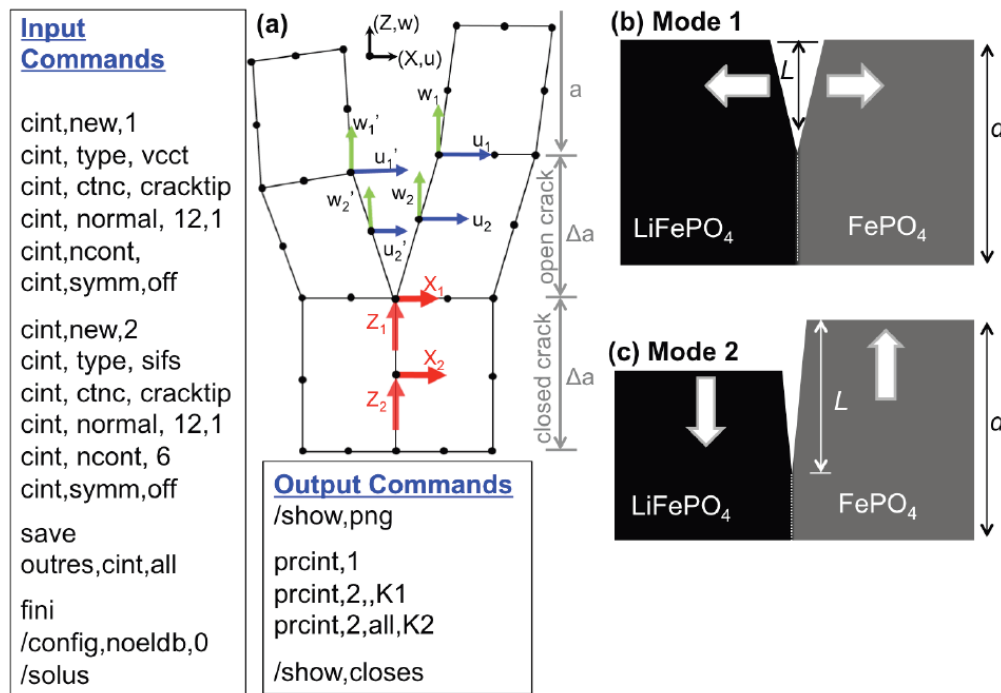 Input
Commands
cint,new,1
cint, type, vcct
cint, ctnc, cracktip
cint, normal, 12,1
cint,ncont,
cint,symm,off
cint,new,2
cint, type, sifs
cint, ctnc, cracktip
cint, normal, 12,1
cint, ncont, 6
cint,symm,off
save
outres,cint,all
fini
/config,noeldb,0
/solus
(a)
(Z,w)
(X,u)
w₁
w₁'
u₁'
u₁
w₂'
w₂
u₂'
u₂
X₁
Z₁
X₂
Z₂
a
open crack
Δa
closed crack
Δa
Output Commands
/show,png
prcint,1
prcint,2,,K1
prcint,2,all,K2
/show,closes
(b) Mode 1
L
LiFePO₄
FePO₄
(c) Mode 2
L
LiFePO₄
FePO₄